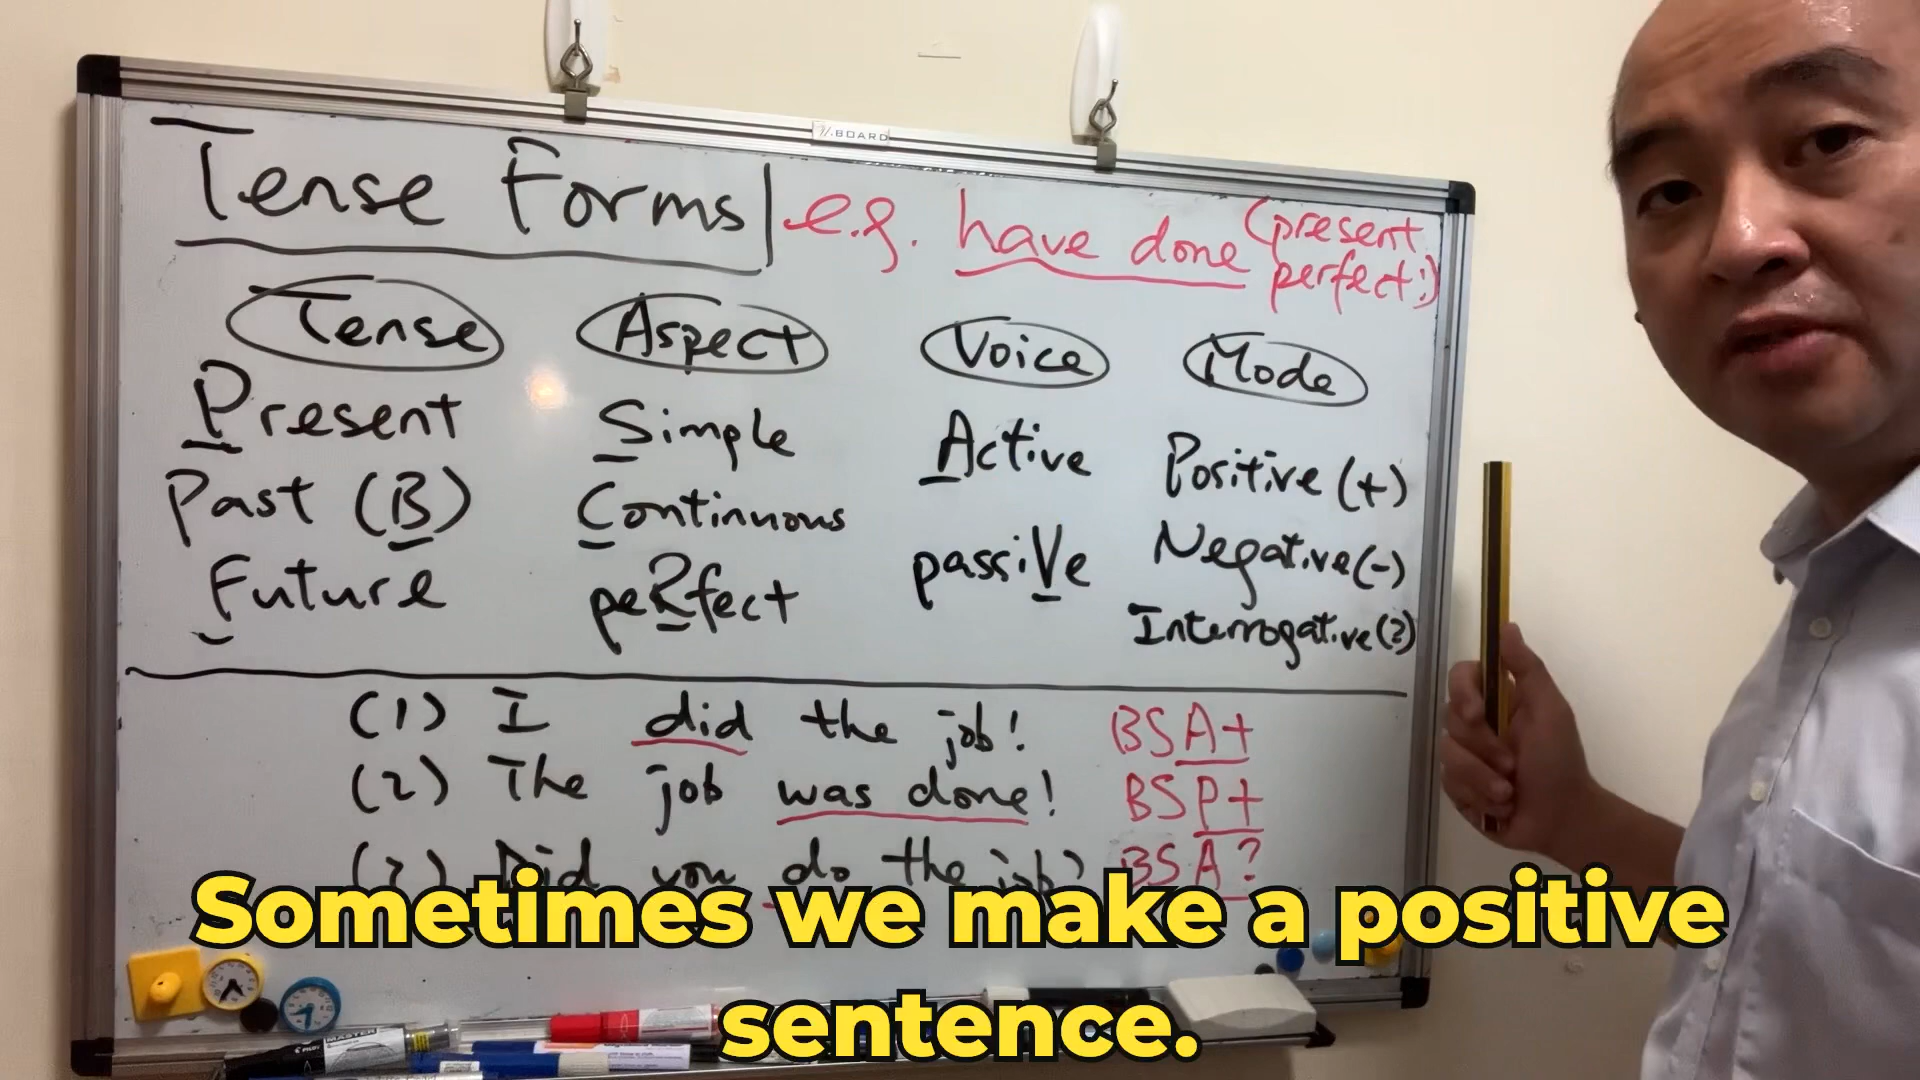 W.BOARD
Tense Forms e.g. have done (present perfect:)
Tense Aspect Voice Mode
Present Simple Active Positive (+)
Past (B) Continuous passiVe Negative (-)
Future peRfect Interrogative (?)
(1) I did the job! BSA+
(2) The job was done! BSP+
(3) Did you do the job? BSA?
Sometimes we make a positive
sentence.